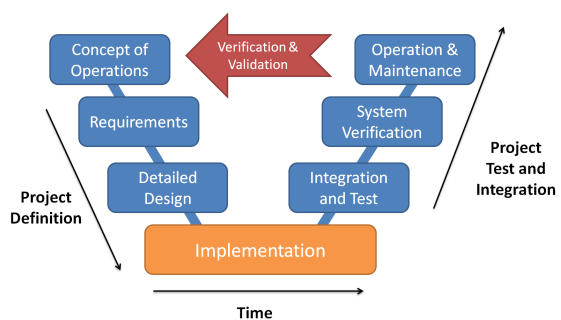 Concept of
Operations
Verification &
Validation
Operation &
Maintenance
Requirements
System
Verification
Detailed
Design
Integration
and Test
Project
Definition
Project
Test and
Integration
Implementation
Time